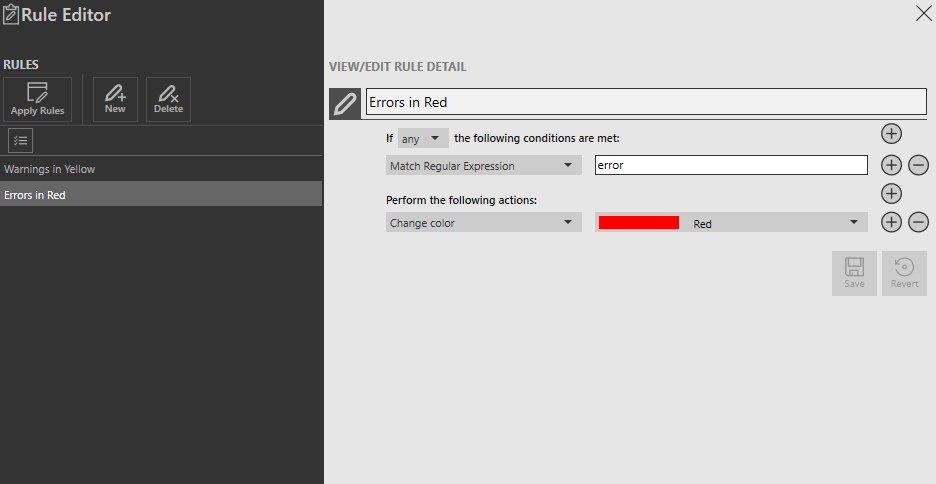 Rule Editor
RULES
Apply Rules
New
Delete
Warnings in Yellow
Errors in Red
VIEW/EDIT RULE DETAIL
Errors in Red
If any the following conditions are met:
Match Regular Expression error
Perform the following actions:
Change color Red
Save Revert